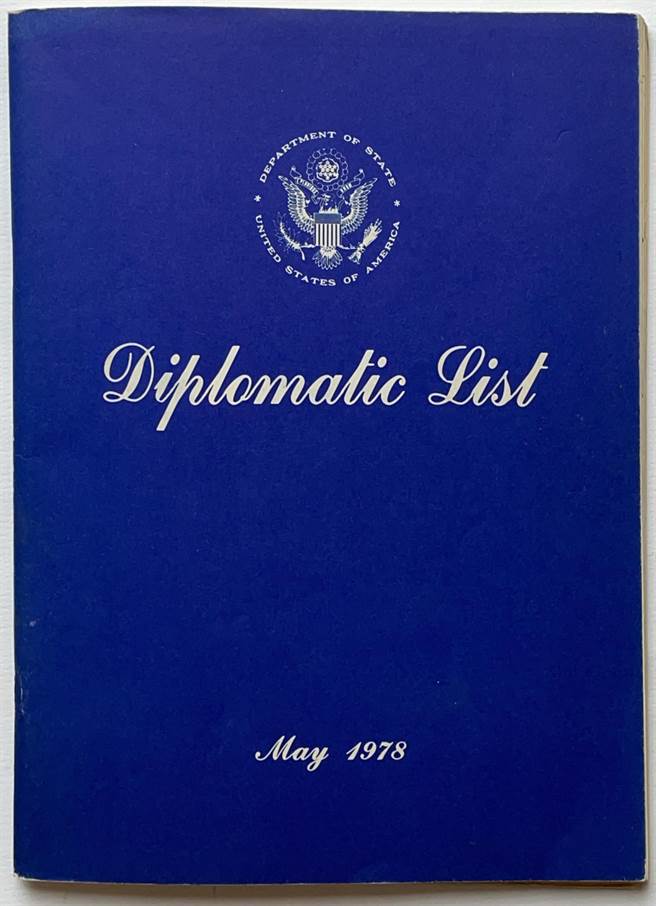 * DEPARTMENT OF STATE *
UNITED STATES OF AMERICA
Diplomatic List
May 1978